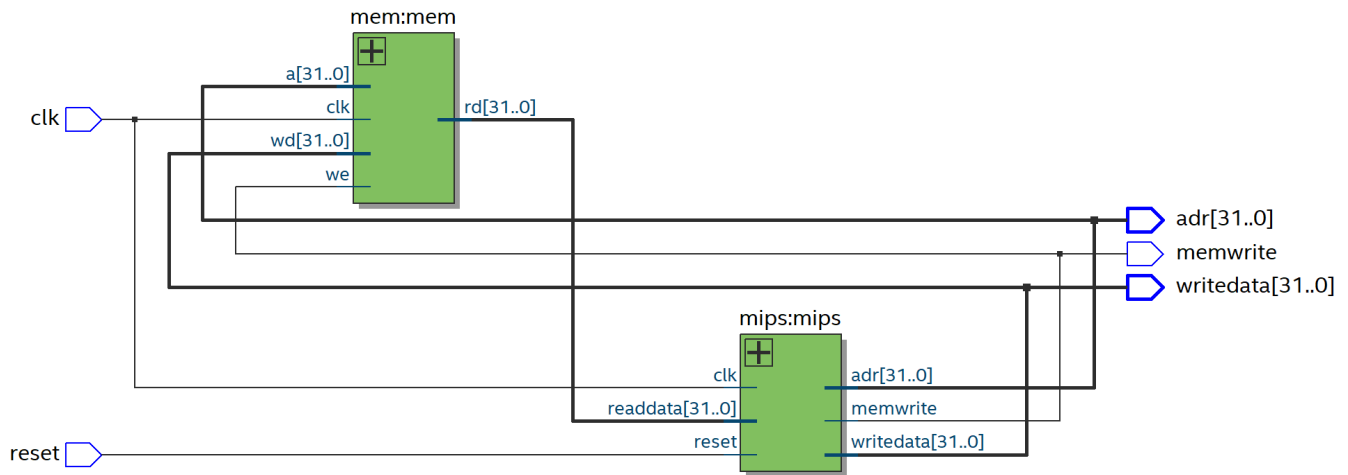 mem:mem
a[31..0]
clk
clk
rd[31..0]
wd[31..0]
we
adr[31..0]
memwrite
writedata[31..0]
mips:mips
clk
adr[31..0]
readdata[31..0]
memwrite
reset
reset
writedata[31..0]